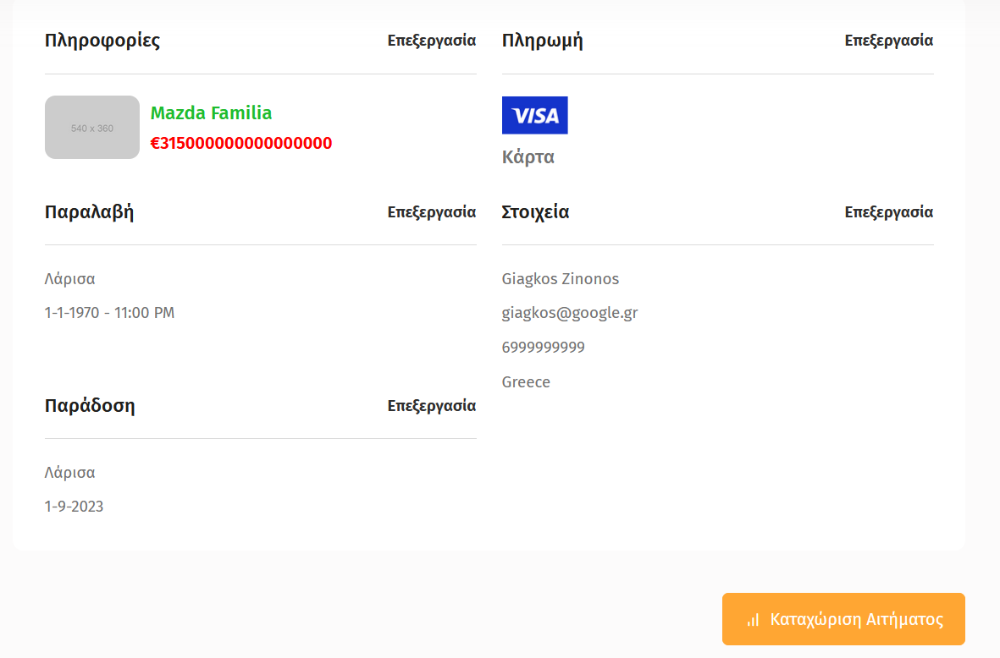 Πληροφορίες Επεξεργασία
540 x 360
Mazda Familia
€315000000000000000
Πληρωμή Επεξεργασία
VISA
Κάρτα
Παραλαβή Επεξεργασία
Λάρισα
1-1-1970 - 11:00 PM
Στοιχεία Επεξεργασία
Giagkos Zinonos
giagkos@google.gr
6999999999
Greece
Παράδοση Επεξεργασία
Λάρισα
1-9-2023
Καταχώριση Αιτήματος